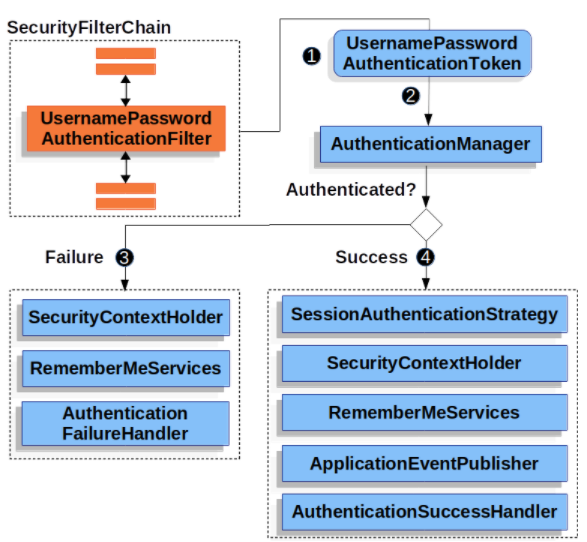 SecurityFilterChain
UsernamePassword
AuthenticationFilter
1
UsernamePassword
AuthenticationToken
2
AuthenticationManager
Authenticated?
Failure 3
SecurityContextHolder
RememberMeServices
Authentication
FailureHandler
Success 4
SessionAuthenticationStrategy
SecurityContextHolder
RememberMeServices
ApplicationEventPublisher
AuthenticationSuccessHandler